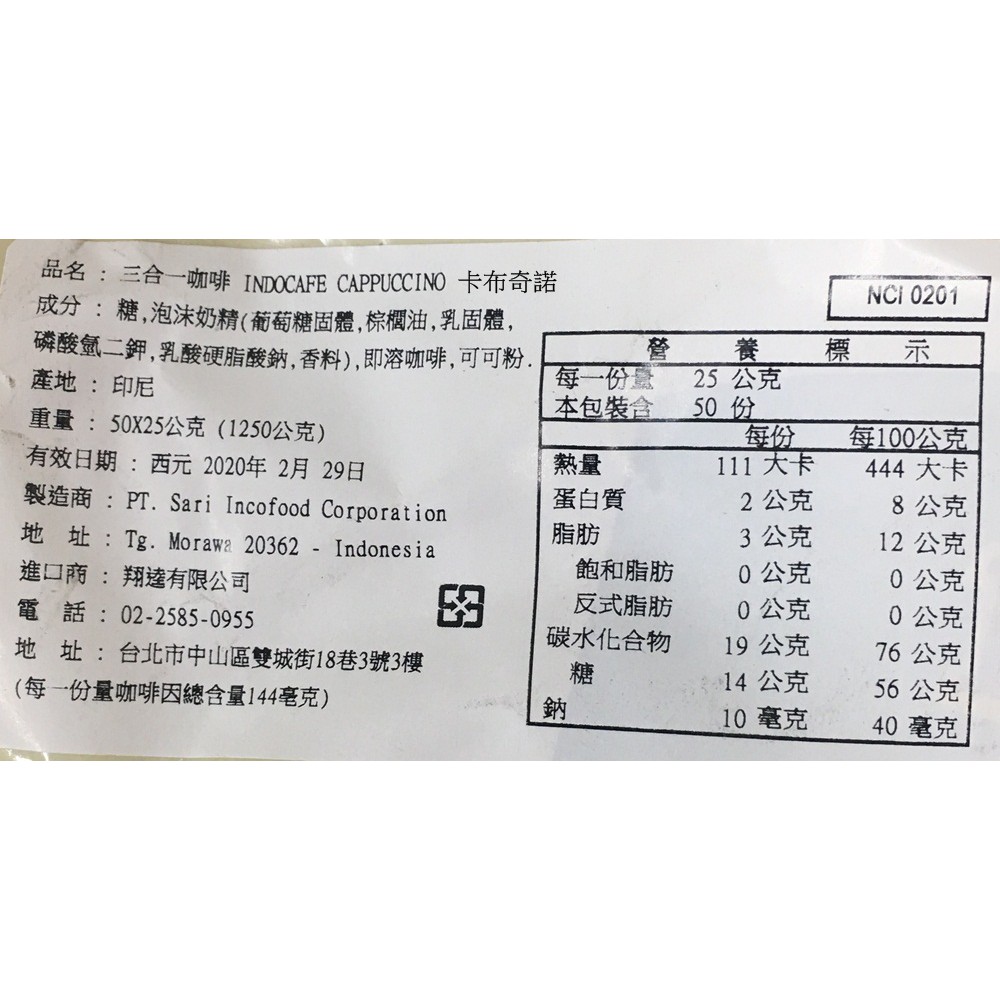 品名 : 三合一咖啡 INDOCAFE CAPPUCCINO 卡布奇諾
成分 : 糖,泡沫奶精(葡萄糖固體,棕櫚油,乳固體,
磷酸氫二鉀,乳酸硬脂酸鈉,香料),即溶咖啡,可可粉.
產地 : 印尼
重量 : 50X25公克 (1250公克)
有效日期 : 西元 2020年 2月 29日
製造商 : PT. Sari Incofood Corporation
地 址 : Tg. Morawa 20362 - Indonesia
進口商 : 翔達有限公司
電 話 : 02-2585-0955
地 址 : 台北市中山區雙城街18巷3號3樓
(每一份量咖啡因總含量144毫克)
NCI 0201
營 養 標 示
每一份量 25 公克
本包裝含 50 份
每份 每100公克
熱量 111 大卡 444 大卡
蛋白質 2 公克 8 公克
脂肪 3 公克 12 公克
飽和脂肪 0 公克 0 公克
反式脂肪 0 公克 0 公克
碳水化合物 19 公克 76 公克
糖 14 公克 56 公克
鈉 10 毫克 40 毫克